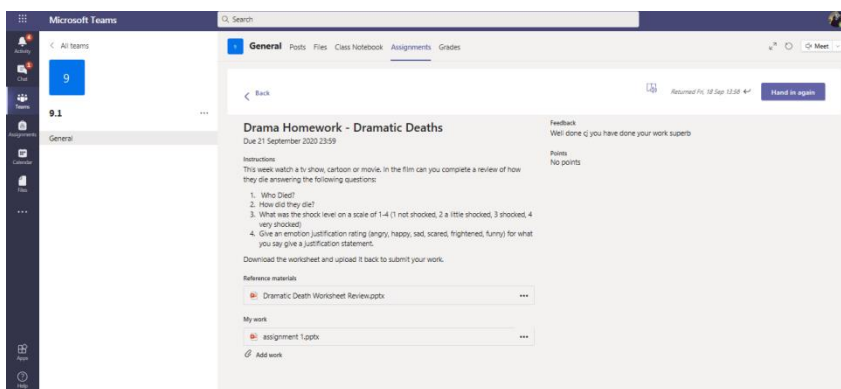 Microsoft Teams
Search
Activity
Chat
Teams
Assignments
Calendar
Files
Apps
Help
All teams
9
9.1
General
General Posts Files Class Notebook Assignments Grades
Meet
Back
Returned Fri, 18 Sep 13:58
Hand in again
Drama Homework - Dramatic Deaths
Due 21 September 2020 23:59
Instructions
This week watch a tv show, cartoon or movie. In the film can you complete a review of how
they die answering the following questions:
1. Who Died?
2. How did they die?
3. What was the shock level on a scale of 1-4 (1 not shocked, 2 a little shocked, 3 shocked, 4
very shocked)
4. Give an emotion justification rating (angry, happy, sad, scared, frightened, funny) for what
you say give a justification statement.
Download the worksheet and upload it back to submit your work.
Reference materials
Dramatic Death Worksheet Review.pptx
My work
assignment 1.pptx
Add work
Feedback
Well done cj you have done your work superb
Points
No points